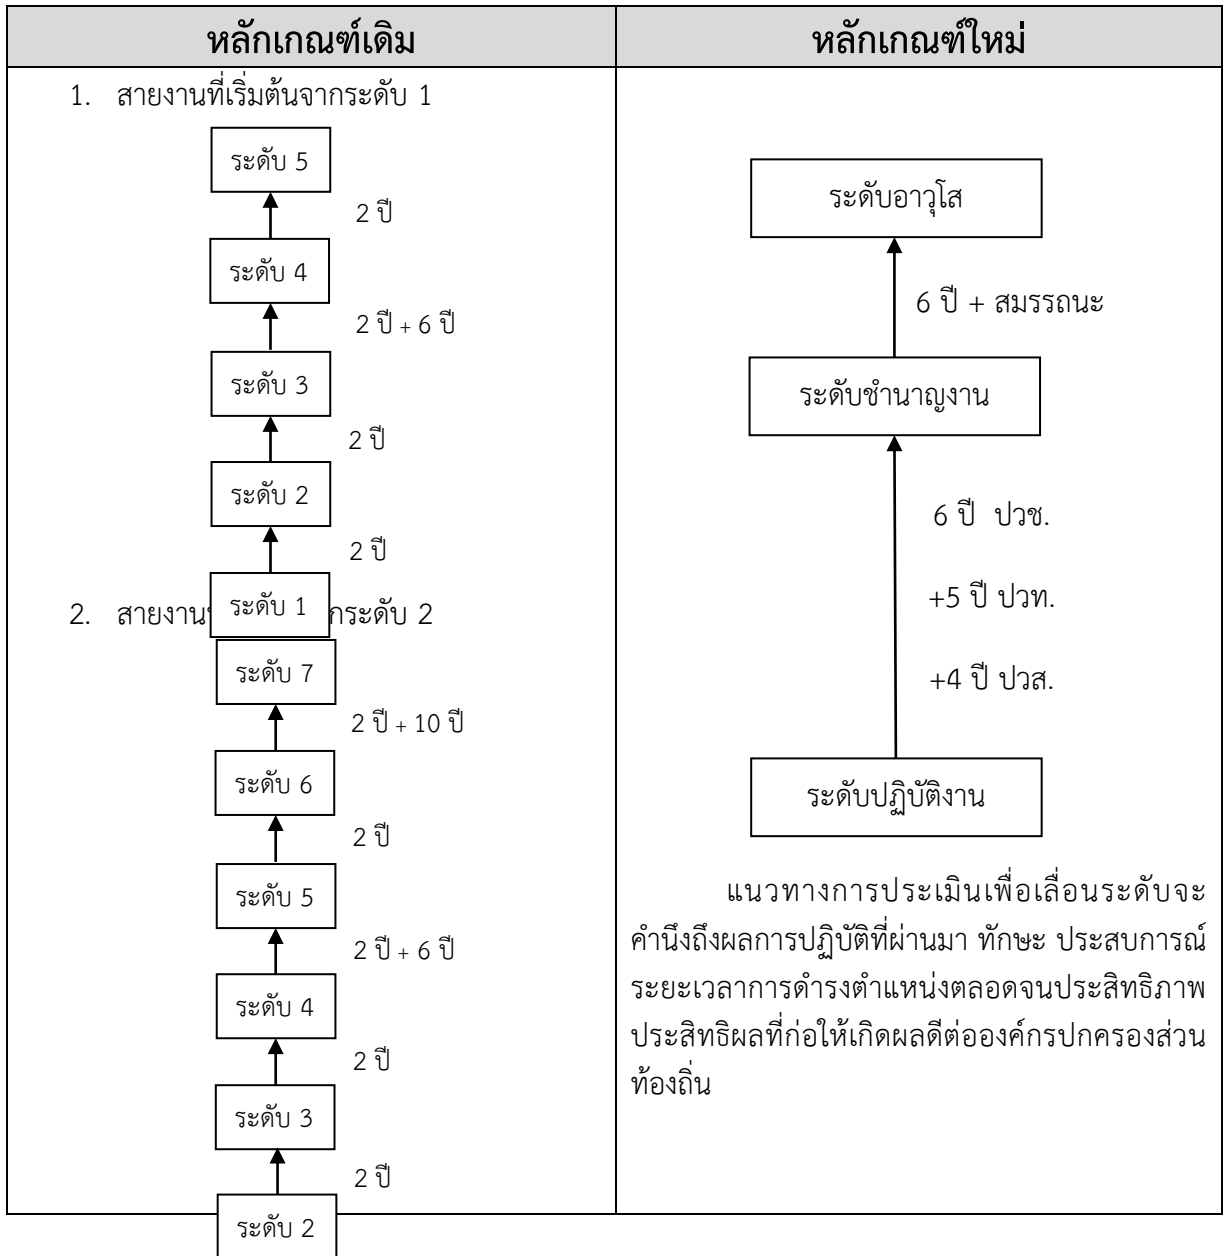 หลักเกณฑ์เดิม
หลักเกณฑ์ใหม่
1. สายงานที่เริ่มต้นจากระดับ 1
ระดับ 5
2 ปี
ระดับ 4
2 ปี + 6 ปี
ระดับ 3
2 ปี
ระดับ 2
2 ปี
ระดับ 1
2. สายงาน กระดับ 2
ระดับ 7
2 ปี + 10 ปี
ระดับ 6
2 ปี
ระดับ 5
2 ปี + 6 ปี
ระดับ 4
2 ปี
ระดับ 3
2 ปี
ระดับ 2
ระดับอาวุโส
6 ปี + สมรรถนะ
ระดับชำนาญงาน
6 ปี ปวช.
+5 ปี ปวท.
+4 ปี ปวส.
ระดับปฏิบัติงาน
แนวทางการประเมินเพื่อเลื่อนระดับจะ
คำนึงถึงผลการปฏิบัติที่ผ่านมา ทักษะ ประสบการณ์
ระยะเวลาการดำรงตำแหน่งตลอดจนประสิทธิภาพ
ประสิทธิผลที่ก่อให้เกิดผลดีต่อองค์กรปกครองส่วน
ท้องถิ่น